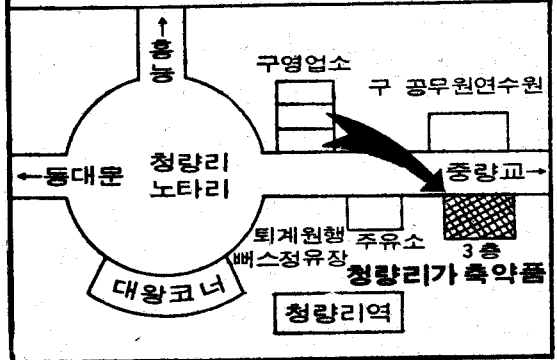 ↑
홍
능
구영업소
구 공무원연수원
←동대문
청량리
노타리
중량교→
퇴계원행
뻐스정유장
주유소
3층
청량리가축약품
대왕코너
청량리역